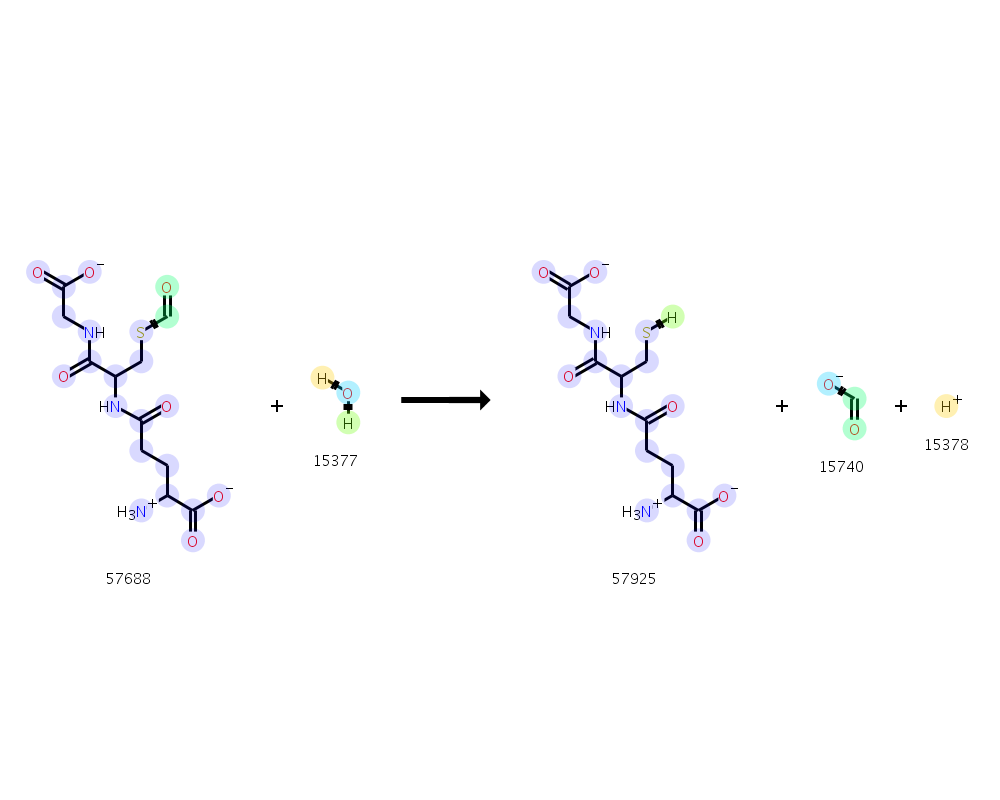 O O⁻ O
NH S
O
HN O
H₃N⁺ O⁻
O
57688
+
H O
H
15377
O O⁻
NH S H
O
HN O
H₃N⁺ O⁻
O
57925
+
O⁻
O
15740
+
H⁺
15378